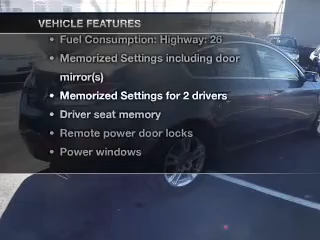 VEHICLE FEATURES
• Fuel Consumption: Highway: 26
• Memorized Settings including door
mirror(s)
• Memorized Settings for 2 drivers
• Driver seat memory
• Remote power door locks
• Power windows